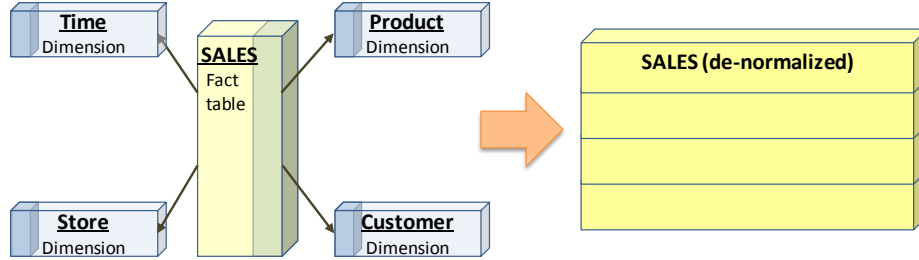 Time
Dimension
SALES
Fact
table
Product
Dimension
Store
Dimension
Customer
Dimension
SALES (de-normalized)